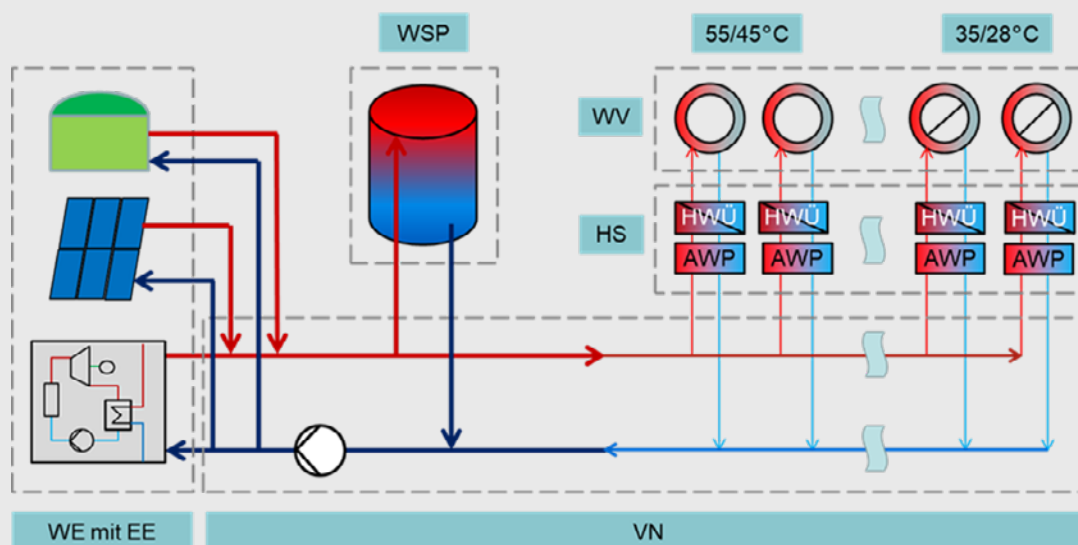 WSP
55/45°C
35/28°C
WV
HS
HWÜ
HWÜ
HWÜ
HWÜ
AWP
AWP
AWP
AWP
WE mit EE
VN